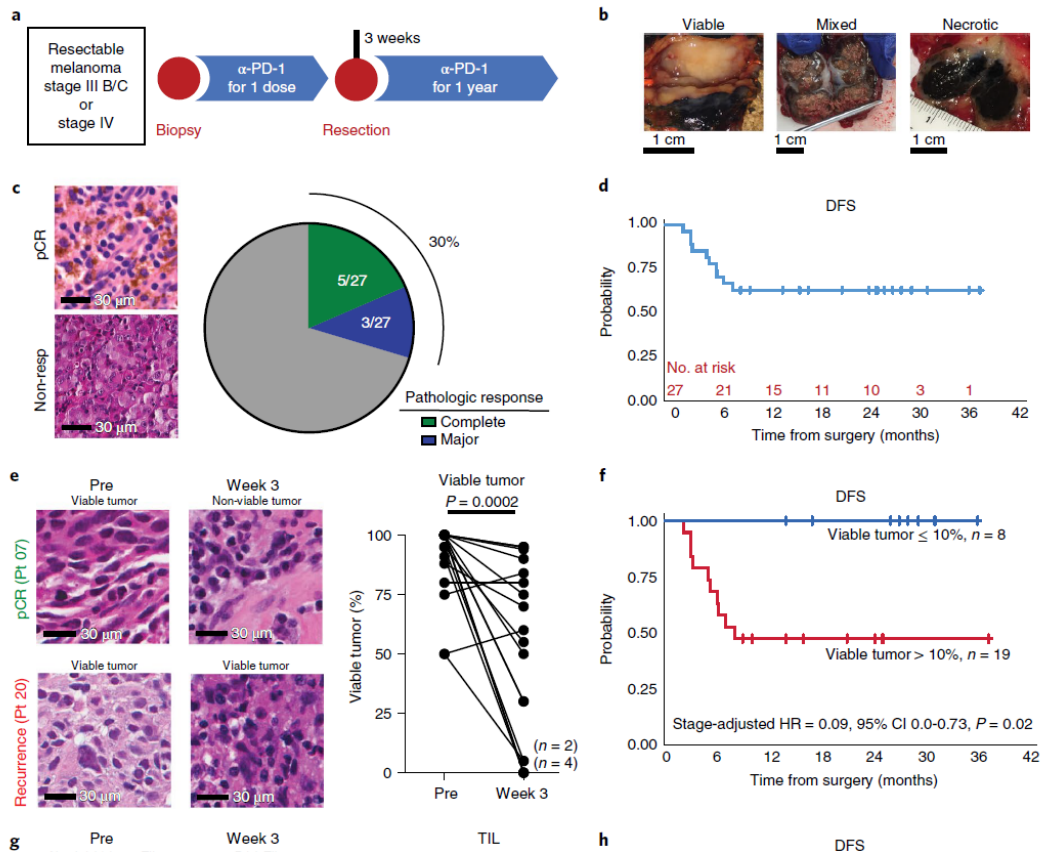 a
Resectable
melanoma
stage III B/C
or
stage IV
Biopsy
α-PD-1
for 1 dose
3 weeks
Resection
α-PD-1
for 1 year
b
Viable
Mixed
Necrotic
1 cm
1 cm
1 cm
c
pCR
30 µm
Non-resp
30 µm
5/27
3/27
30%
Pathologic response
Complete
Major
d
DFS
Probability
1.00
0.75
0.50
0.25
0.00
No. at risk
27 21 15 11 10 3 1
0 6 12 18 24 30 36 42
Time from surgery (months)
e
Pre
Viable tumor
Week 3
Non-viable tumor
pCR (Pt 07)
30 µm
30 µm
Viable tumor
Viable tumor
Recurrence (Pt 20)
30 µm
30 µm
Viable tumor
P = 0.0002
Viable tumor (%)
100
75
50
25
0
(n = 2)
(n = 4)
Pre Week 3
f
DFS
Probability
1.00
0.75
0.50
0.25
0.00
Viable tumor ≤ 10%, n = 8
Viable tumor > 10%, n = 19
Stage-adjusted HR = 0.09, 95% CI 0.0-0.73, P = 0.02
0 6 12 18 24 30 36 42
Time from surgery (months)
g
Pre
Week 3
TIL
h
DFS